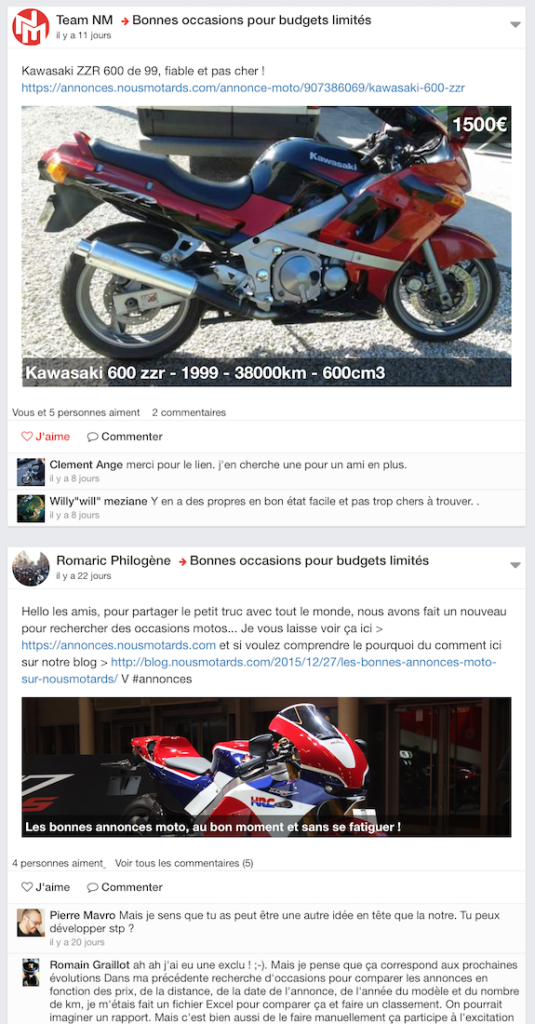 NM
Team NM → Bonnes occasions pour budgets limités
il y a 11 jours
Kawasaki ZZR 600 de 99, fiable et pas cher !
https://annonces.nousmotards.com/annonce-moto/907386069/kawasaki-600-zzr
1500€
Kawasaki
ZZR
Kawasaki 600 zzr - 1999 - 38000km - 600cm3
Vous et 5 personnes aiment 2 commentaires
J'aime Commenter
Clement Ange merci pour le lien. j'en cherche une pour un ami en plus.
il y a 8 jours
Willy"will" meziane Y en a des propres en bon état facile et pas trop chers à trouver. .
il y a 8 jours
Romaric Philogène → Bonnes occasions pour budgets limités
il y a 22 jours
Hello les amis, pour partager le petit truc avec tout le monde, nous avons fait un nouveau
pour rechercher des occasions motos... Je vous laisse voir ça ici >
https://annonces.nousmotards.com et si voulez comprendre le pourquoi du comment ici
sur notre blog > http://blog.nousmotards.com/2015/12/27/les-bonnes-annonces-moto-
sur-nousmotards/ V #annonces
HRC
Les bonnes annonces moto, au bon moment et sans se fatiguer !
4 personnes aiment, Voir tous les commentaires (5)
J'aime Commenter
Pierre Mavro Mais je sens que tu as peut être une autre idée en tête que la notre. Tu peux
développer stp ?
il y a 20 jours
Romain Graillot ah ah j'ai eu une exclu ! ;-). Mais je pense que ça correspond aux prochaines
évolutions Dans ma précédente recherche d'occasions pour comparer les annonces en
fonction des prix, de la distance, de la date de l'annonce, de l'année du modèle et du nombre
de km, je m'étais fait un fichier Excel pour comparer ça et faire un classement. On pourrait
imaginer un rapport. Mais c'est bien aussi de le faire manuellement ça participe à l'excitation